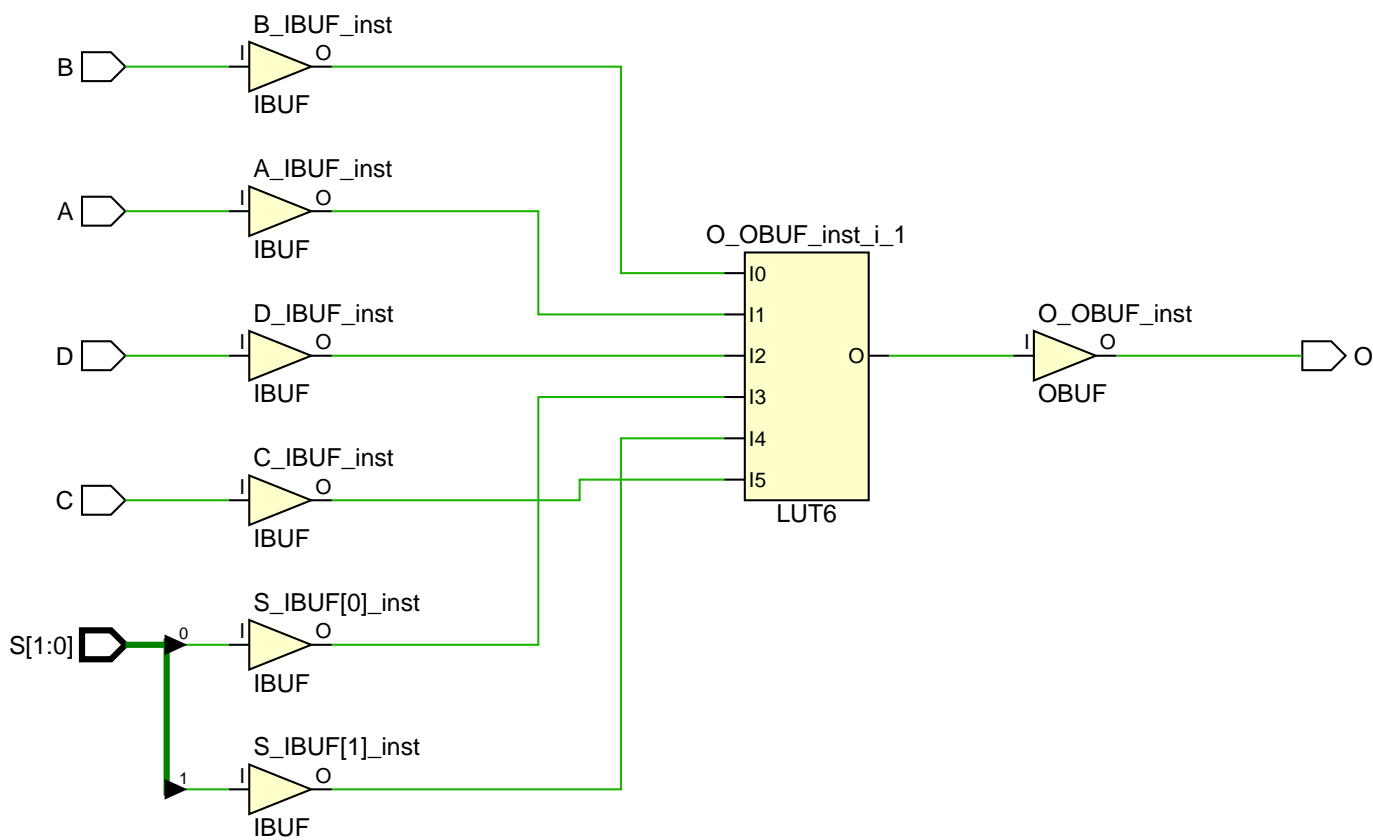 B_IBUF_inst
B
I
O
IBUF
A_IBUF_inst
A
I
O
IBUF
O_OBUF_inst_i_1
I0
I1
I2
I3
I4
I5
O
LUT6
D_IBUF_inst
D
I
O
IBUF
O_OBUF_inst
I
O
OBUF
O
C_IBUF_inst
C
I
O
IBUF
S_IBUF[0]_inst
S[1:0]
0
I
O
IBUF
S_IBUF[1]_inst
1
I
O
IBUF